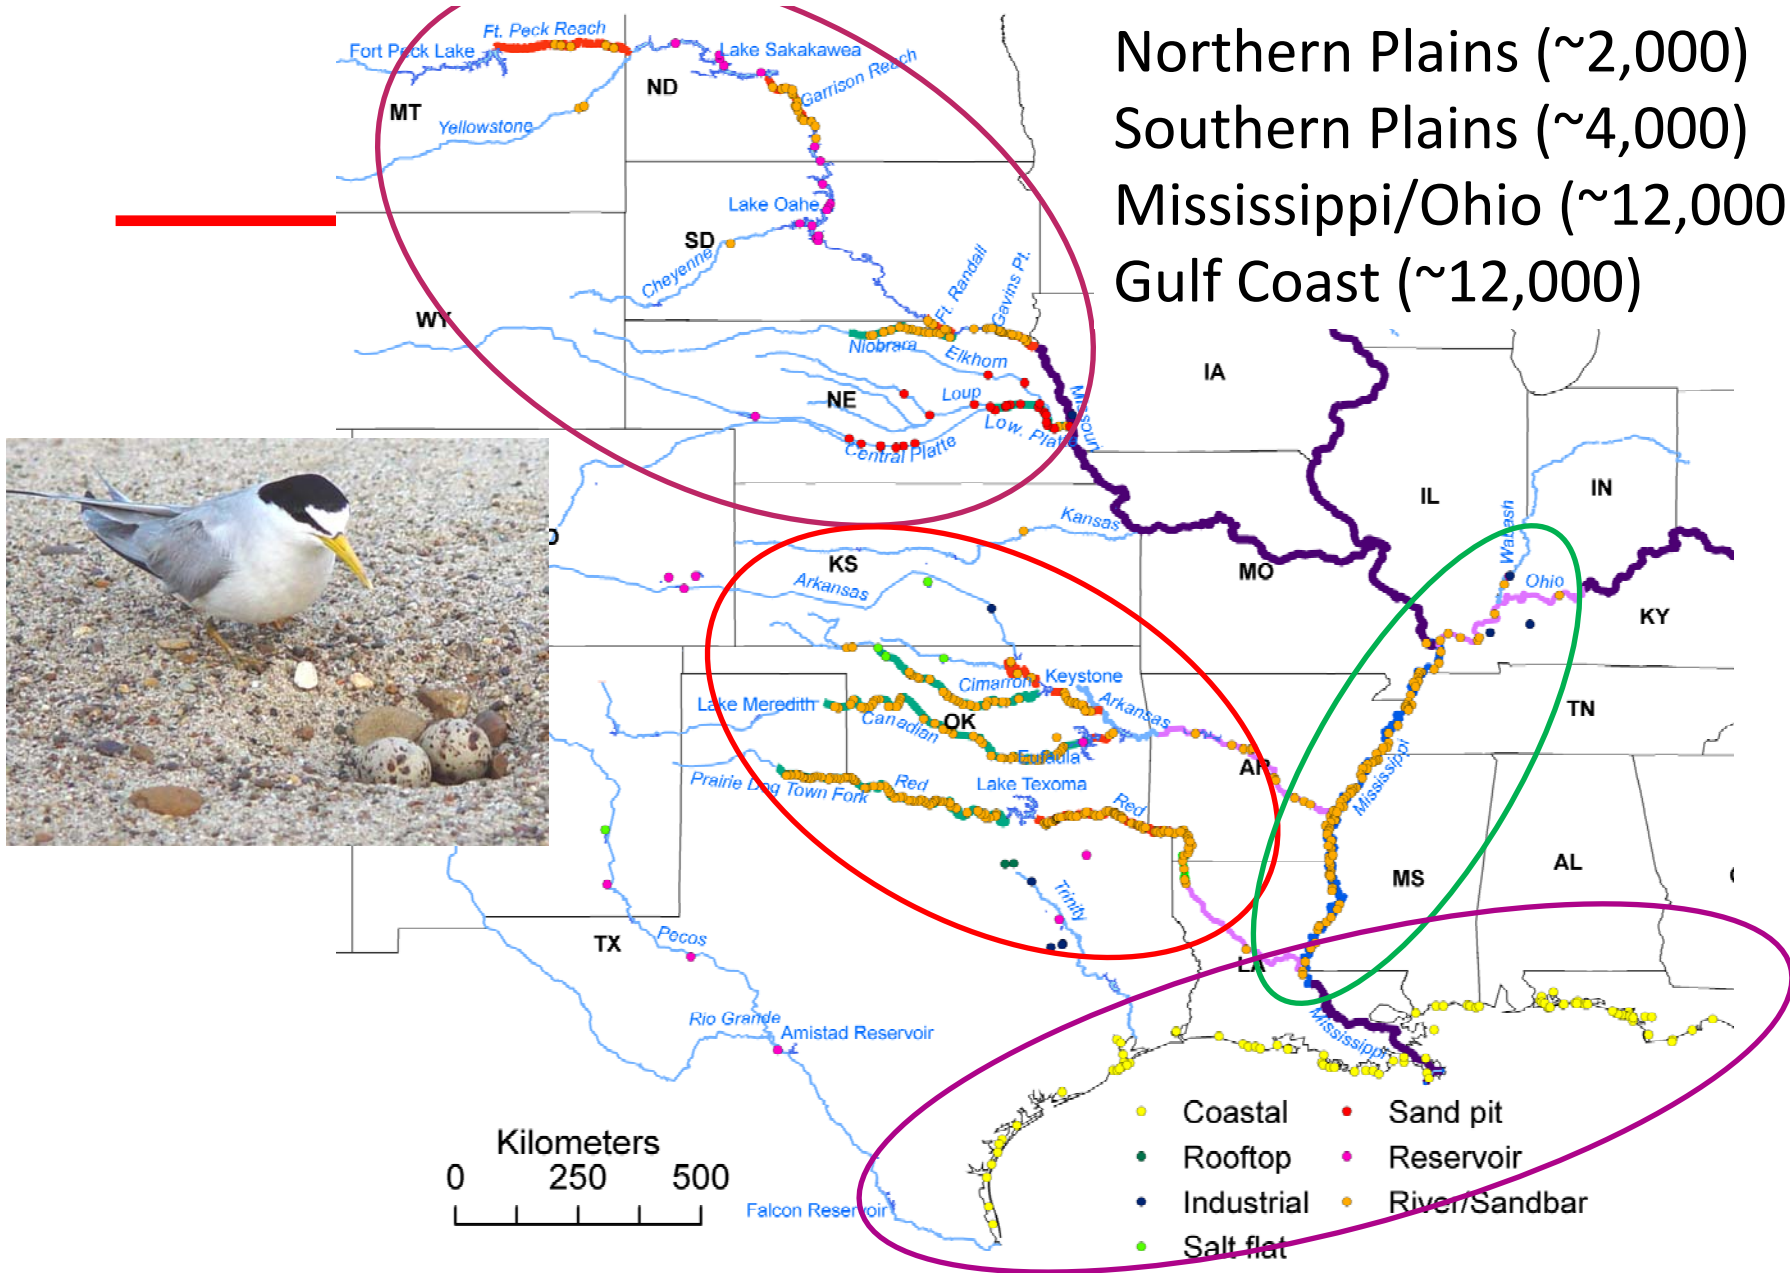 Northern Plains (~2,000)
Southern Plains (~4,000)
Mississippi/Ohio (~12,000
Gulf Coast (~12,000)
Ft. Peck Reach
Fort Peck Lake
Lake Sakakawea
Garrison Reach
ND
MT
Yellowstone
Lake Oahe
SD
Cheyenne
Ft. Randall
Gavins Pt.
WY
Niobrara
Elkhorn
IA
NE
Loup
Low. Platte
Missouri
Central Platte
IL
IN
Wabash
Kansas
KS
MO
Arkansas
Ohio
KY
Cimarron
Keystone
Lake Meredith
Canadian
OK
Arkansas
TN
Eufaula
AR
Mississippi
Prairie Dog Town Fork
Red
Lake Texoma
Red
MS
AL
Trinity
TX
Pecos
LA
Rio Grande
Amistad Reservoir
Mississippi
Falcon Reservoir
Kilometers
0 250 500
Coastal
Sand pit
Rooftop
Reservoir
Industrial
River/Sandbar
Salt flat